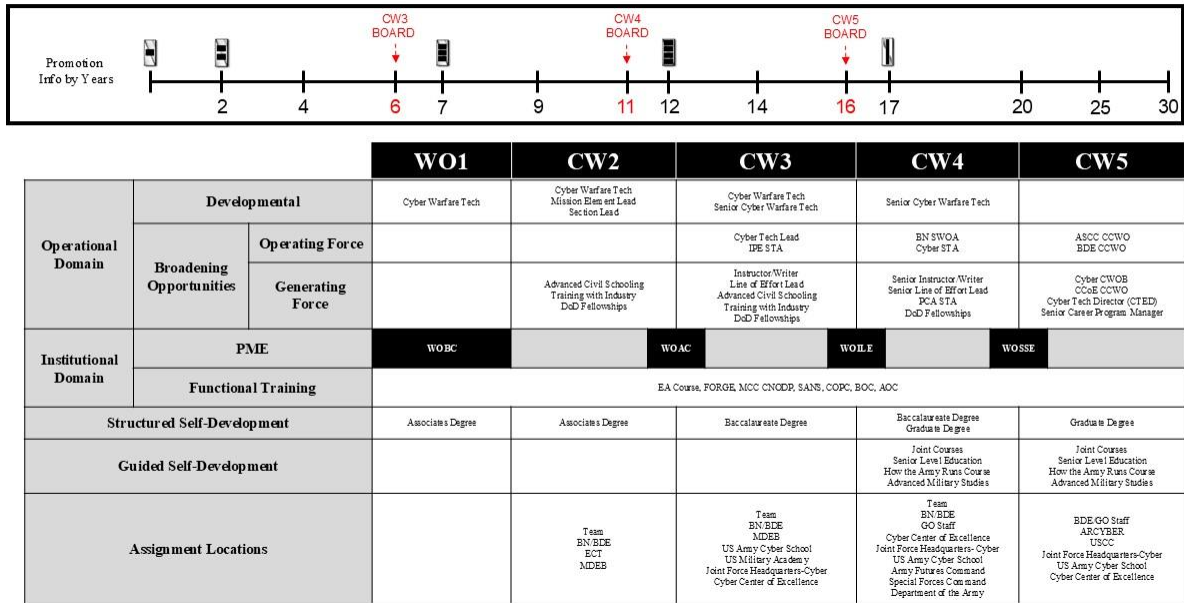 CW3
BOARD
CW4
BOARD
CW5
BOARD
Promotion
Info by Years
2 4 6 7 9 11 12 14 16 17 20 25 30
WO1 CW2 CW3 CW4 CW5
Operational
Domain
Developmental
Cyber Warfare Tech
Cyber Warfare Tech
Mission Element Lead
Section Lead
Cyber Warfare Tech
Senior Cyber Warfare Tech
Senior Cyber Warfare Tech
Broadening
Opportunities
Operating Force
Cyber Tech Lead
IPE STA
BN SWOA
Cyber STA
ASCC CCWO
BDE CCWO
Generating
Force
Advanced Civil Schooling
Training with Industry
DoD Fellowships
Instructor/Writer
Line of Effort Lead
Advanced Civil Schooling
Training with Industry
DoD Fellowships
Senior Instructor/Writer
Senior Line of Effort Lead
PCA STA
DoD Fellowships
Cyber CWOB
CCoE CCWO
Cyber Tech Director (CTED)
Senior Career Program Manager
Institutional
Domain
PME
WOBC
WOAC
WOILE
WOSSE
Functional Training
EA Course, FORGE, MCC CNODP, SANS, COPC, BOC, AOC
Structured Self-Development
Associates Degree
Associates Degree
Baccalaureate Degree
Baccalaureate Degree
Graduate Degree
Graduate Degree
Guided Self-Development
Joint Courses
Senior Level Education
How the Army Runs Course
Advanced Military Studies
Joint Courses
Senior Level Education
How the Army Runs Course
Advanced Military Studies
Assignment Locations
Team
BN/BDE
ECT
MDEB
Team
BN/BDE
MDEB
US Army Cyber School
US Military Academy
Joint Force Headquarters-Cyber
Cyber Center of Excellence
Team
BN/BDE
GO Staff
Cyber Center of Excellence
Joint Force Headquarters- Cyber
US Army Cyber School
Army Futures Command
Special Forces Command
Department of the Army
BDE/GO Staff
ARCYBER
USCC
Joint Force Headquarters-Cyber
US Army Cyber School
Cyber Center of Excellence